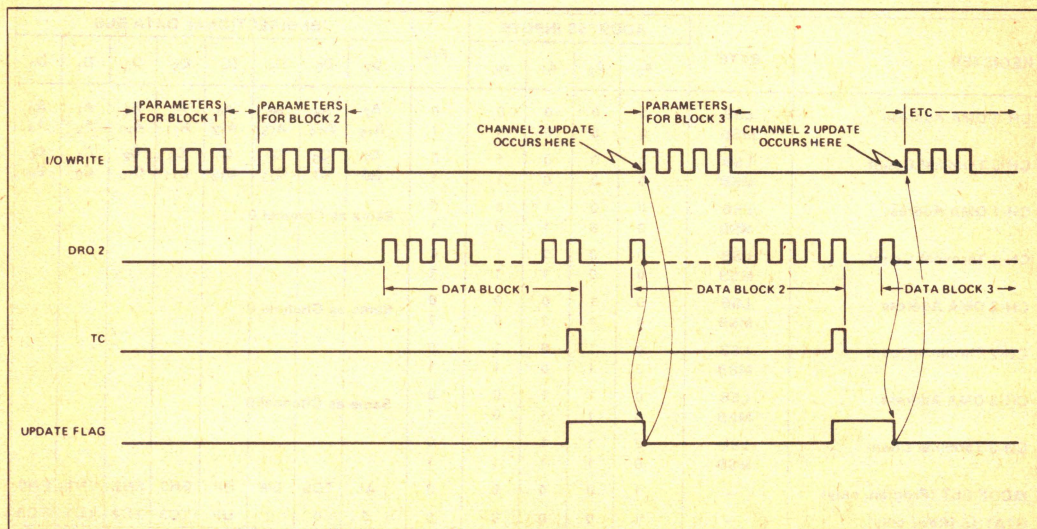 PARAMETERS
FOR BLOCK 1
PARAMETERS
FOR BLOCK 2
PARAMETERS
FOR BLOCK 3
ETC
CHANNEL 2 UPDATE
OCCURS HERE
CHANNEL 2 UPDATE
OCCURS HERE
I/O WRITE
DRQ 2
DATA BLOCK 1
DATA BLOCK 2
DATA BLOCK 3
TC
UPDATE FLAG